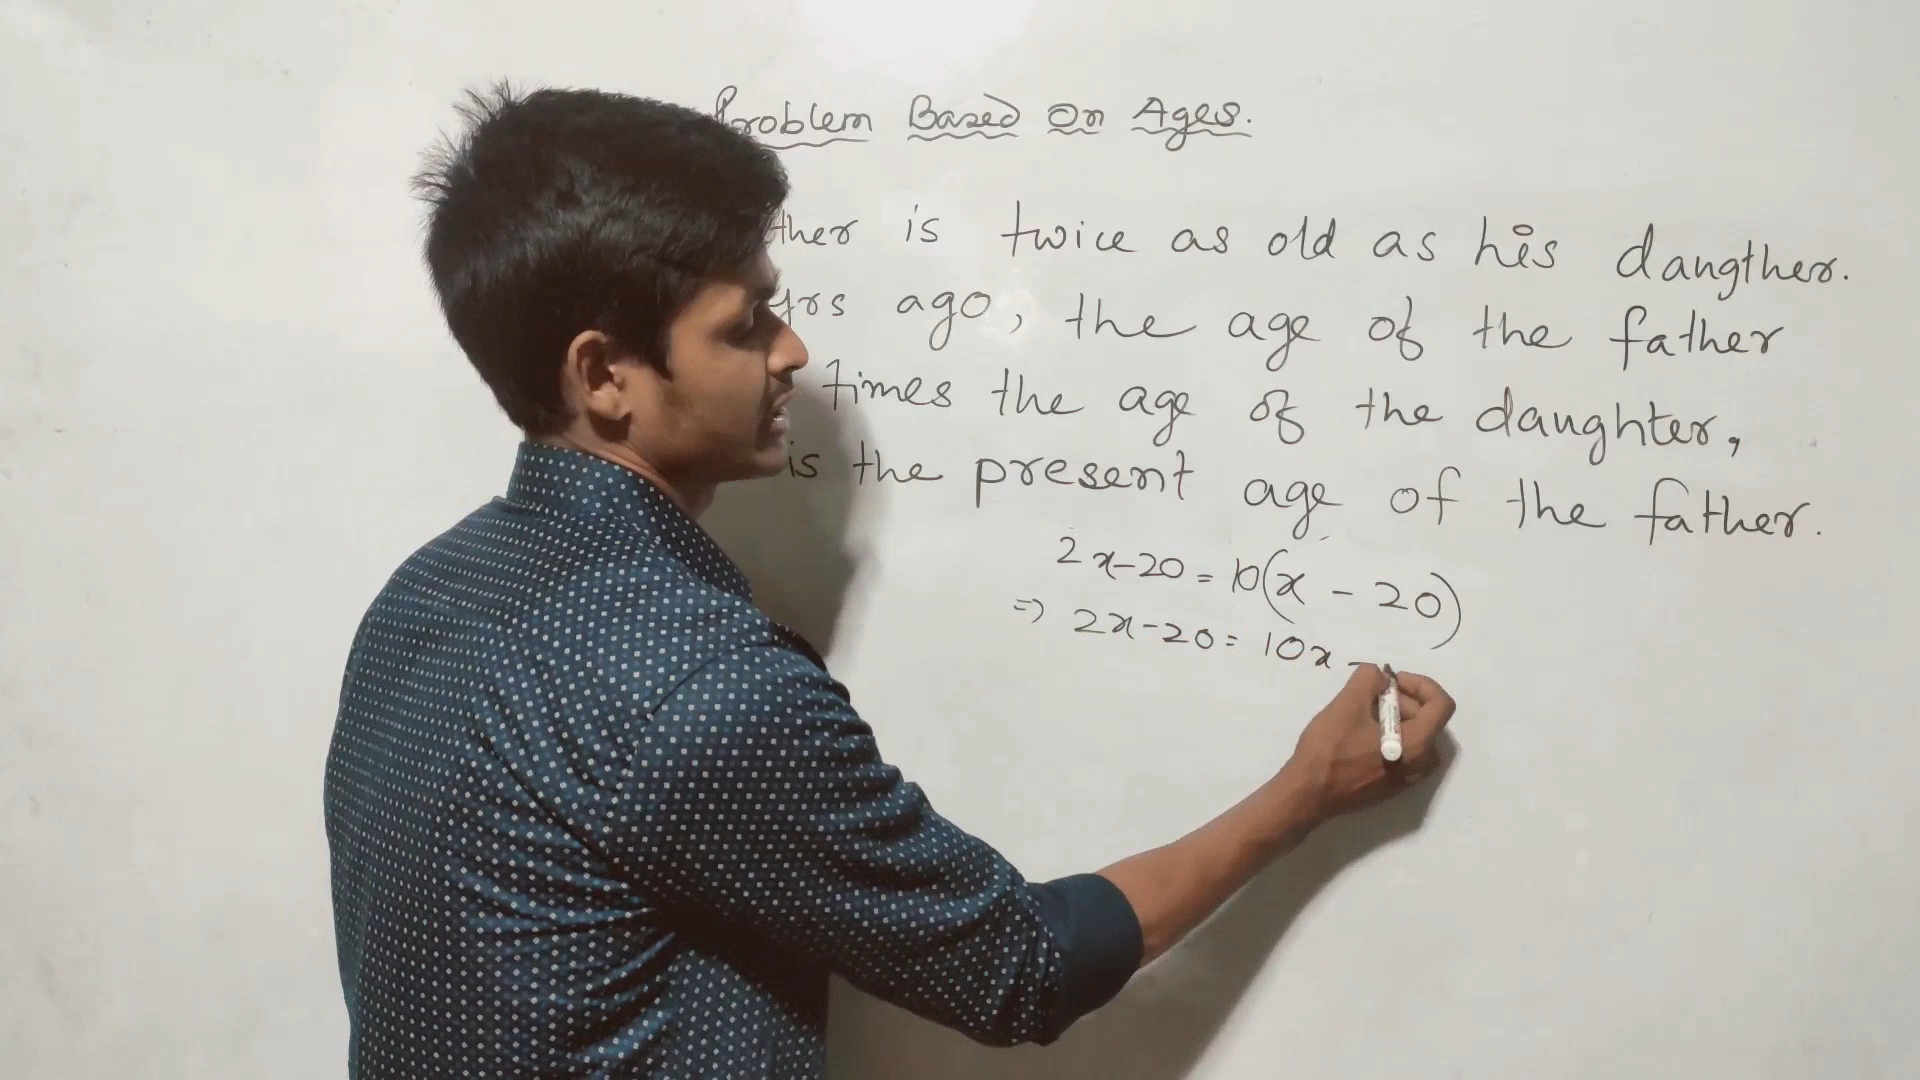 Problem Based On Ages.
ther is twice as old as his dangther.
yrs ago, the age of the father
times the age of the daughter,
is the present age of the father.
2x-20 = 10(x - 20)
=> 2x-20 = 10x -